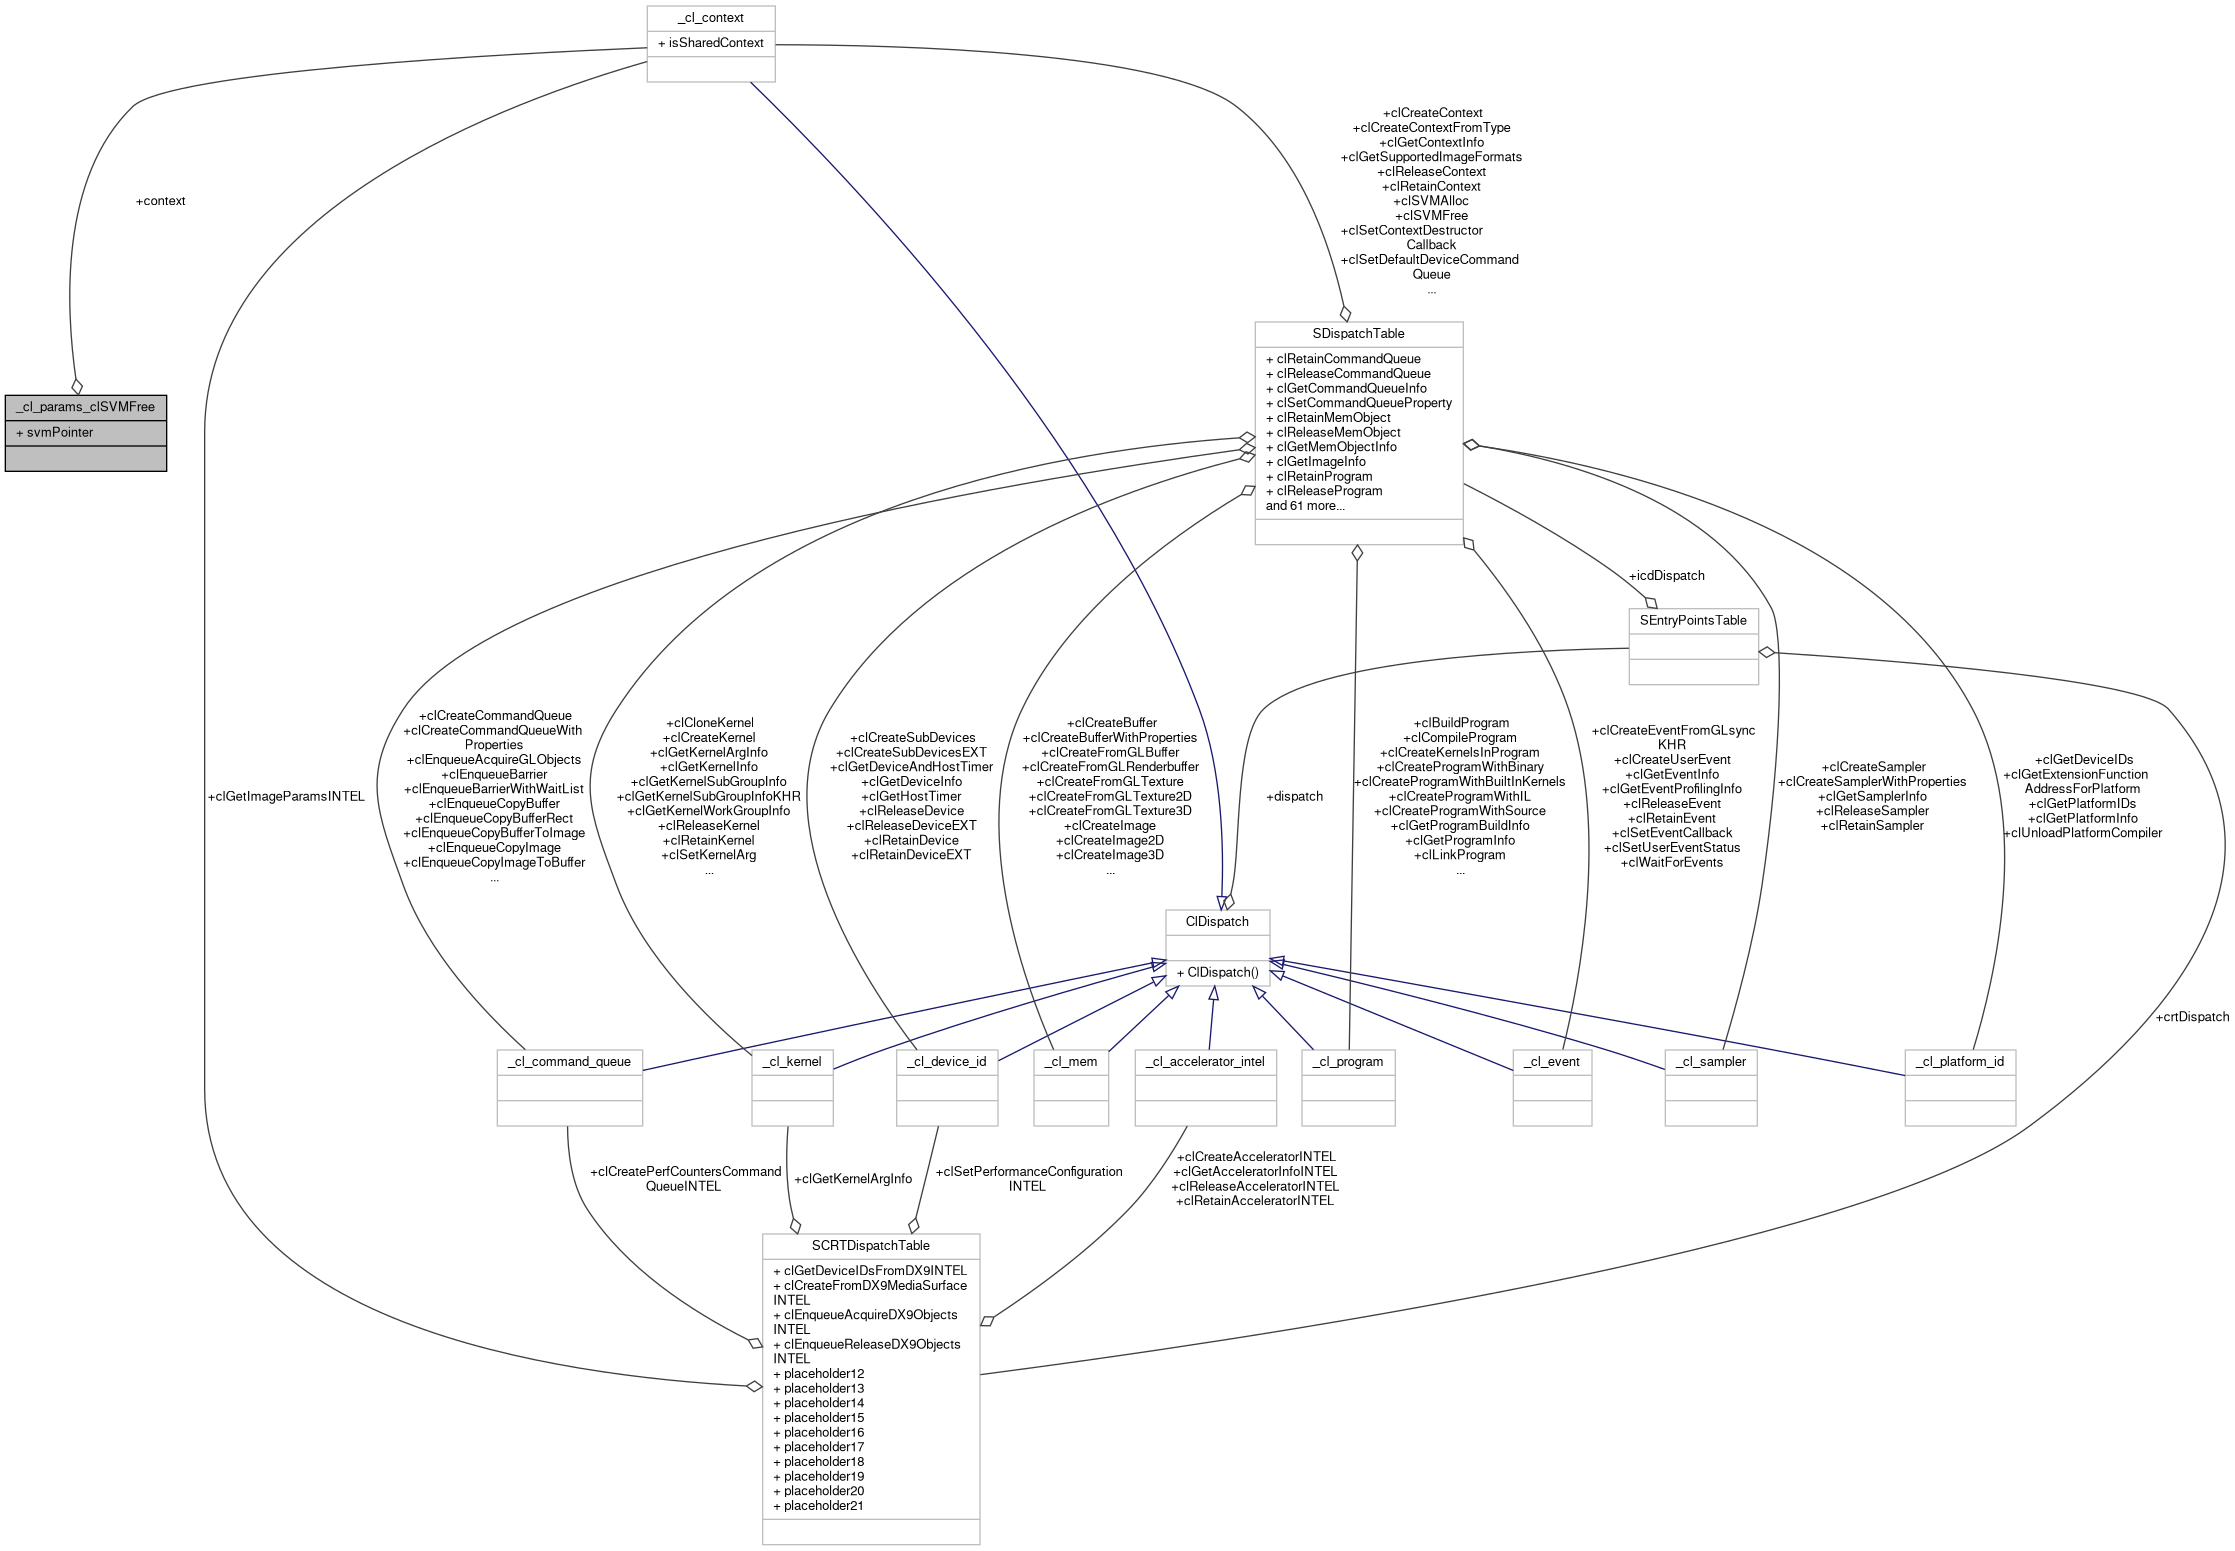 _cl_context
+ isSharedContext
+context
+clCreateContext
+clCreateContextFromType
+clGetContextInfo
+clGetSupportedImageFormats
+clReleaseContext
+clRetainContext
+clSVMAlloc
+clSVMFree
+clSetContextDestructor
Callback
+clSetDefaultDeviceCommand
Queue
...
_cl_params_clSVMFree
+ svmPointer
SDispatchTable
+ clRetainCommandQueue
+ clReleaseCommandQueue
+ clGetCommandQueueInfo
+ clSetCommandQueueProperty
+ clRetainMemObject
+ clReleaseMemObject
+ clGetMemObjectInfo
+ clGetImageInfo
+ clRetainProgram
+ clReleaseProgram
and 61 more...
+icdDispatch
SEntryPointsTable
+clGetImageParamsINTEL
+clCreateCommandQueue
+clCreateCommandQueueWith
Properties
+clEnqueueAcquireGLObjects
+clEnqueueBarrier
+clEnqueueBarrierWithWaitList
+clEnqueueCopyBuffer
+clEnqueueCopyBufferRect
+clEnqueueCopyBufferToImage
+clEnqueueCopyImage
+clEnqueueCopyImageToBuffer
...
+clCloneKernel
+clCreateKernel
+clGetKernelArgInfo
+clGetKernelInfo
+clGetKernelSubGroupInfo
+clGetKernelSubGroupInfoKHR
+clGetKernelWorkGroupInfo
+clReleaseKernel
+clRetainKernel
+clSetKernelArg
...
+clCreateSubDevices
+clCreateSubDevicesEXT
+clGetDeviceAndHostTimer
+clGetDeviceInfo
+clGetHostTimer
+clReleaseDevice
+clReleaseDeviceEXT
+clRetainDevice
+clRetainDeviceEXT
+clCreateBuffer
+clCreateBufferWithProperties
+clCreateFromGLBuffer
+clCreateFromGLRenderbuffer
+clCreateFromGLTexture
+clCreateFromGLTexture2D
+clCreateFromGLTexture3D
+clCreateImage
+clCreateImage2D
+clCreateImage3D
...
+dispatch
+clBuildProgram
+clCompileProgram
+clCreateKernelsInProgram
+clCreateProgramWithBinary
+clCreateProgramWithBuiltInKernels
+clCreateProgramWithIL
+clCreateProgramWithSource
+clGetProgramBuildInfo
+clGetProgramInfo
+clLinkProgram
...
+clCreateEventFromGLsync
KHR
+clCreateUserEvent
+clGetEventInfo
+clGetEventProfilingInfo
+clReleaseEvent
+clRetainEvent
+clSetEventCallback
+clSetUserEventStatus
+clWaitForEvents
+clCreateSampler
+clCreateSamplerWithProperties
+clGetSamplerInfo
+clReleaseSampler
+clRetainSampler
+clGetDeviceIDs
+clGetExtensionFunction
AddressForPlatform
+clGetPlatformIDs
+clGetPlatformInfo
+clUnloadPlatformCompiler
ClDispatch
+ ClDispatch()
+crtDispatch
_cl_command_queue
_cl_kernel
_cl_device_id
_cl_mem
_cl_accelerator_intel
_cl_program
_cl_event
_cl_sampler
_cl_platform_id
+clCreatePerfCountersCommand
QueueINTEL
+clGetKernelArgInfo
+clSetPerformanceConfiguration
INTEL
+clCreateAcceleratorINTEL
+clGetAcceleratorInfoINTEL
+clReleaseAcceleratorINTEL
+clRetainAcceleratorINTEL
SCRTDispatchTable
+ clGetDeviceIDsFromDX9INTEL
+ clCreateFromDX9MediaSurface
INTEL
+ clEnqueueAcquireDX9Objects
INTEL
+ clEnqueueReleaseDX9Objects
INTEL
+ placeholder12
+ placeholder13
+ placeholder14
+ placeholder15
+ placeholder16
+ placeholder17
+ placeholder18
+ placeholder19
+ placeholder20
+ placeholder21